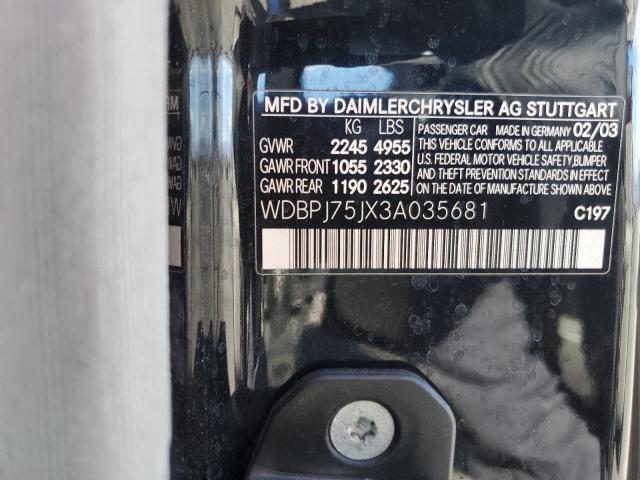 MFD BY DAIMLERCHRYSLER AG STUTTGART
KG LBS
GVWR 2245 4955
GAWR FRONT 1055 2330
GAWR REAR 1190 2625
PASSENGER CAR MADE IN GERMANY 02/03
THIS VEHICLE CONFORMS TO ALL APPLICABLE
U.S. FEDERAL MOTOR VEHICLE SAFETY,BUMPER
AND THEFT PREVENTION STANDARDS IN EFFECT
ON THE DATE OF MANUFACTURE SHOWN ABOVE.
WDBPJ75JX3A035681
C197